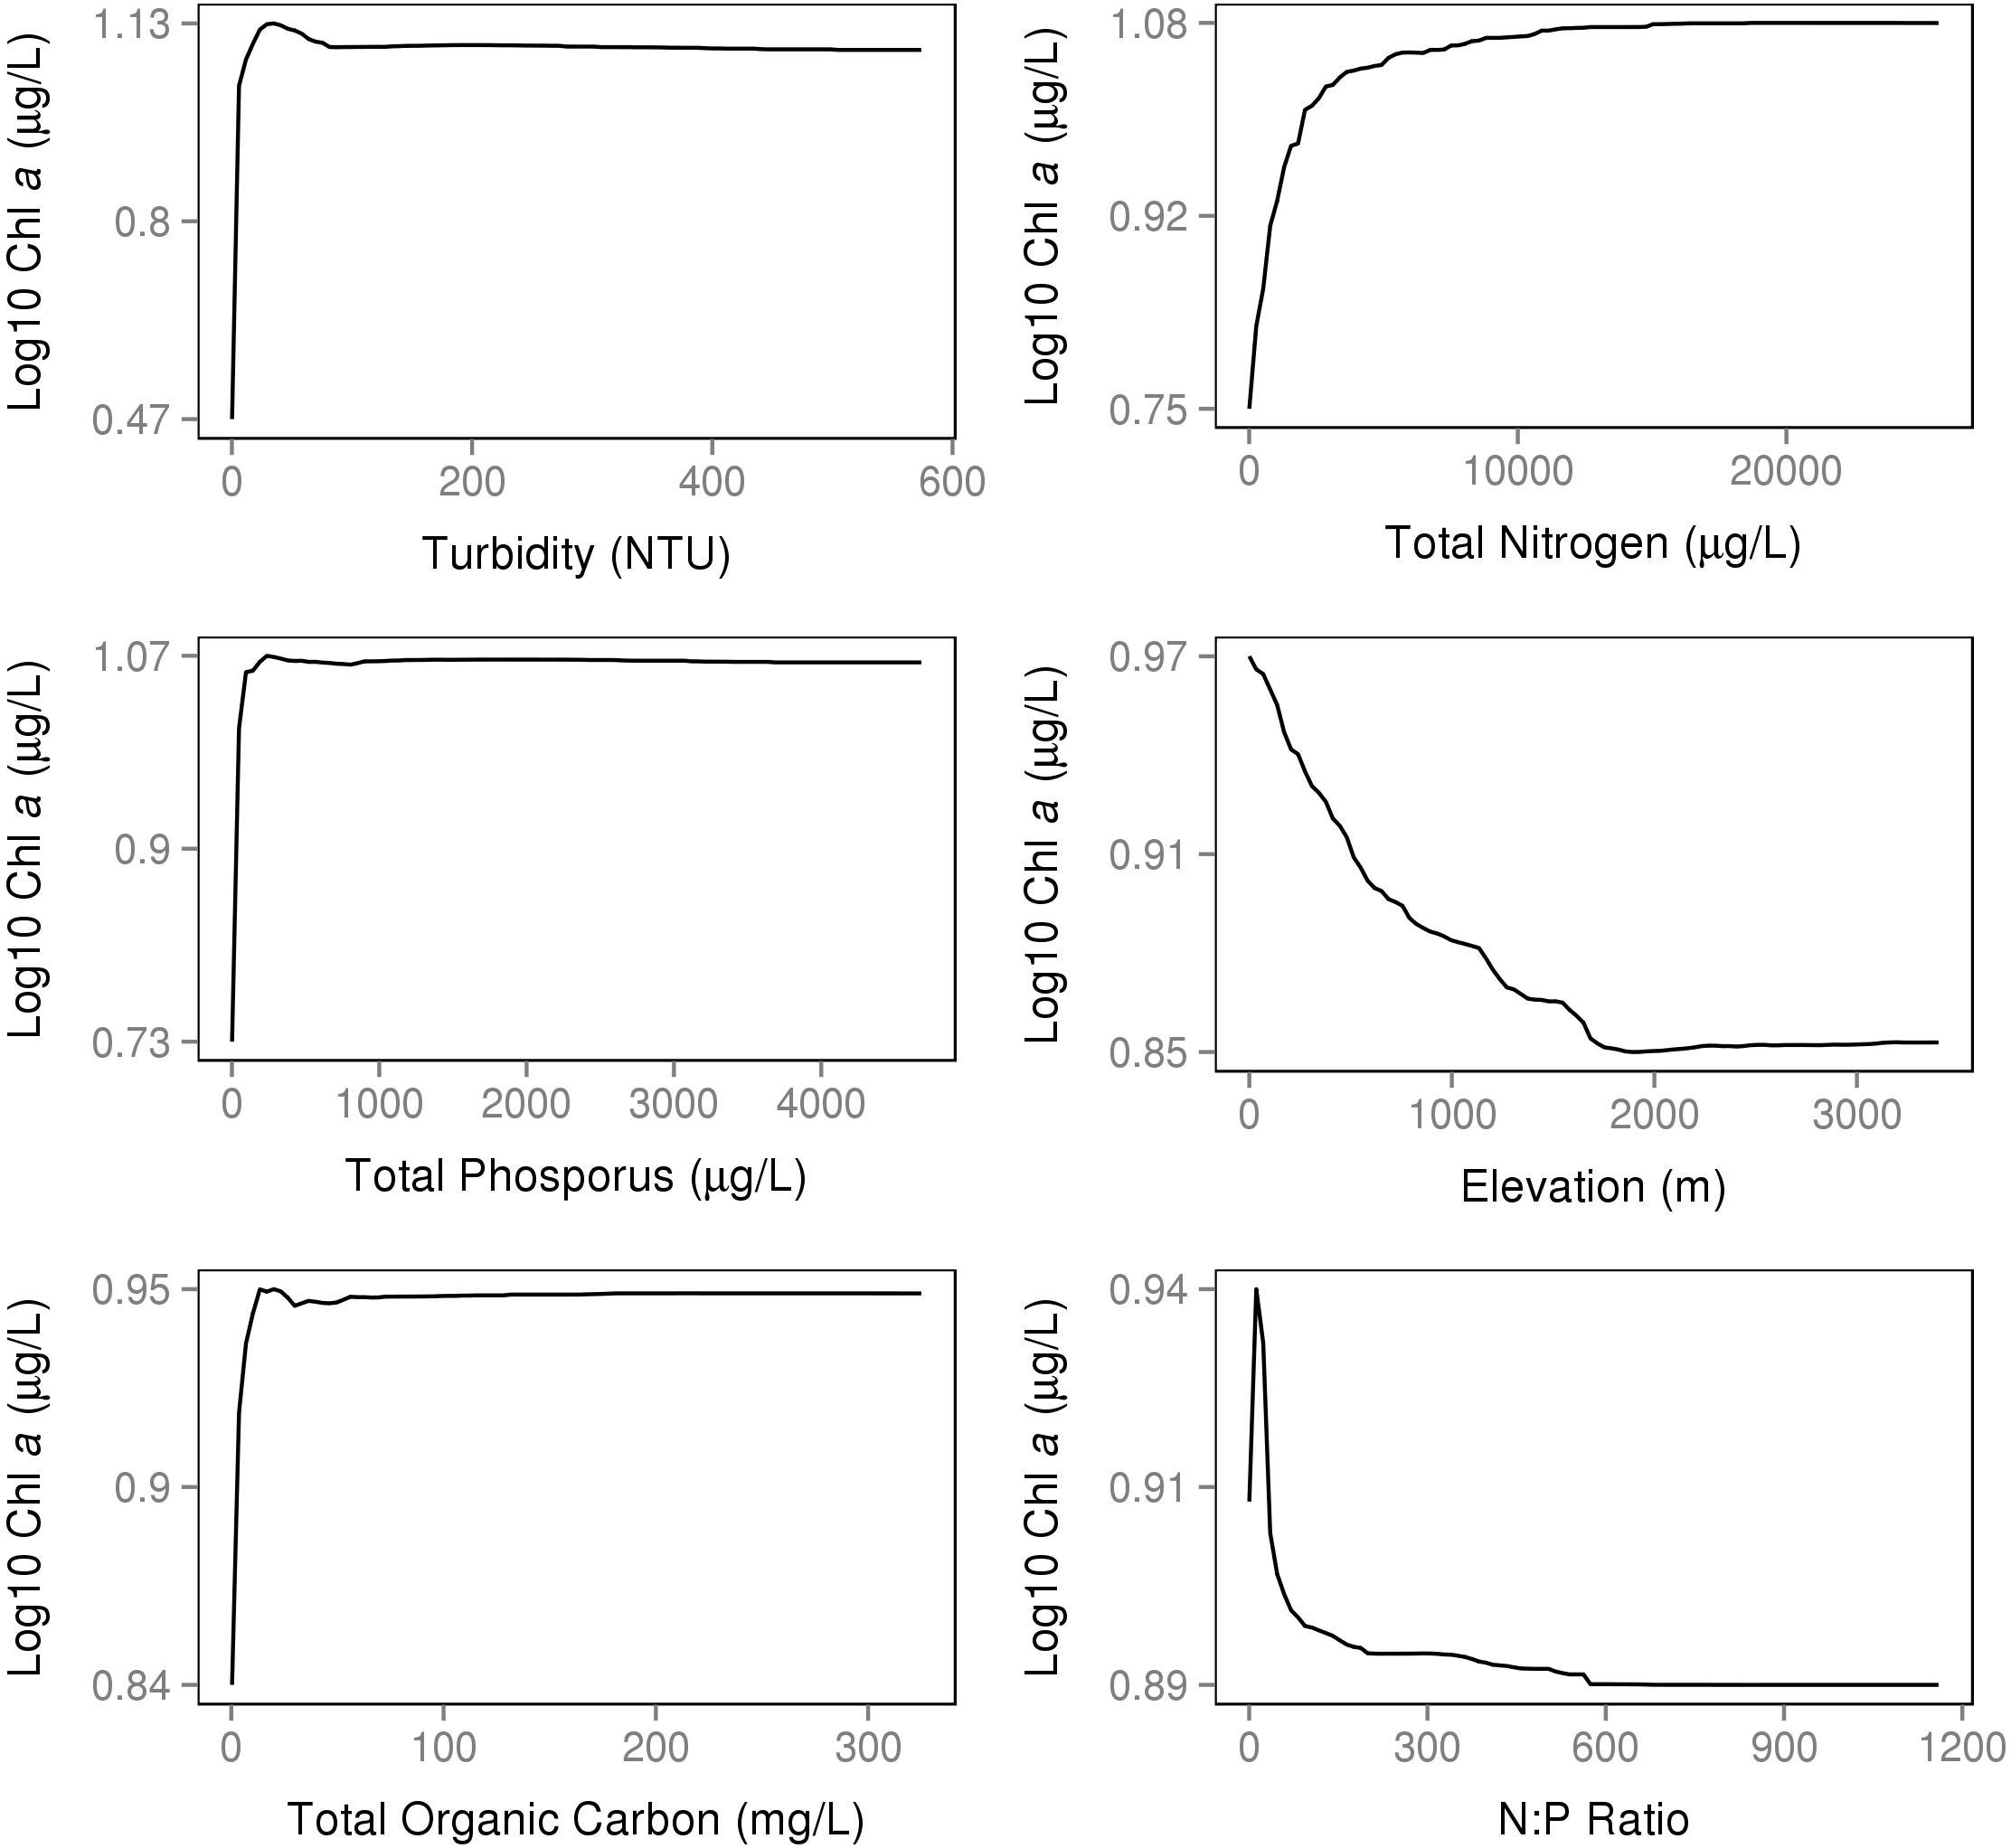 Log10 Chl a (µg/L)
1.13
0.8
0.47
0 200 400 600
Turbidity (NTU)
Log10 Chl a (µg/L)
1.08
0.92
0.75
0 10000 20000
Total Nitrogen (µg/L)
Log10 Chl a (µg/L)
1.07
0.9
0.73
0 1000 2000 3000 4000
Total Phosporus (µg/L)
Log10 Chl a (µg/L)
0.97
0.91
0.85
0 1000 2000 3000
Elevation (m)
Log10 Chl a (µg/L)
0.95
0.9
0.84
0 100 200 300
Total Organic Carbon (mg/L)
Log10 Chl a (µg/L)
0.94
0.91
0.89
0 300 600 900 1200
N:P Ratio